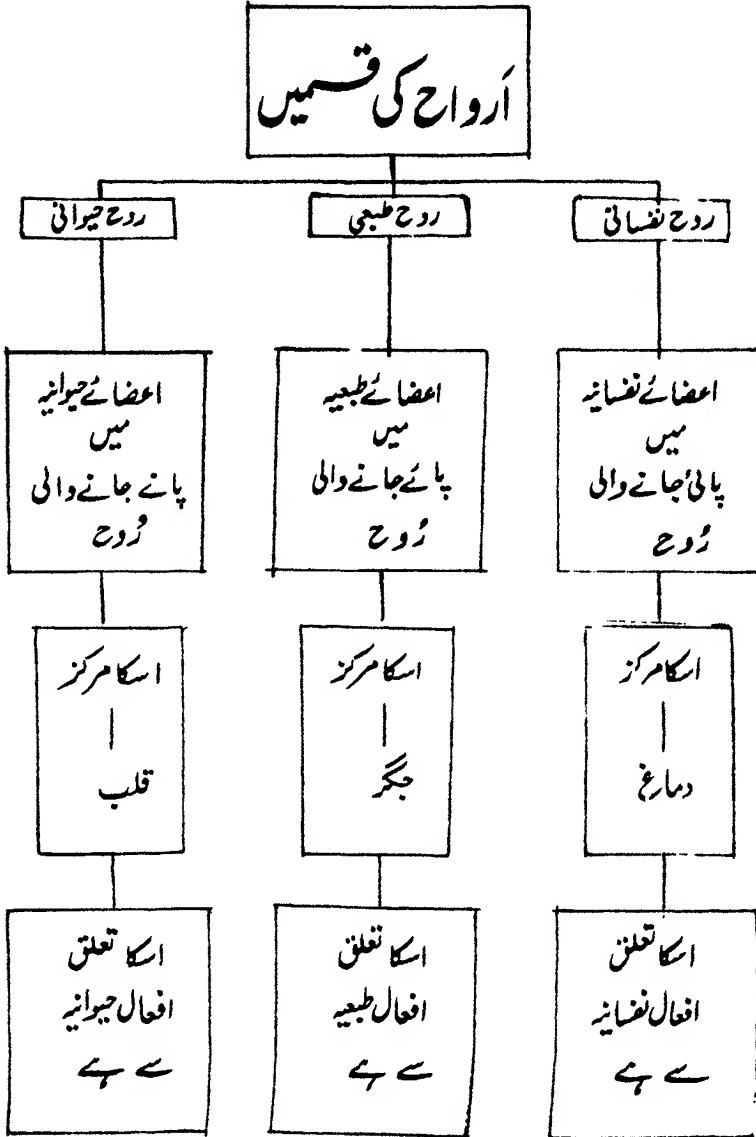 اَرواح کی قسمیں
روح نفسانی
روح طبعی
روح حیوانی
اعضائے نفسانیہ
میں
پائی جانے والی
رُوح
اعضائے طبعیہ
میں
پائے جانے والی
رُوح
اعضائے حیوانیہ
میں
پانے جانے والی
رُوح
اسکا مرکز
دماغ
اسکا مرکز
جگر
اسکا مرکز
قلب
اسکا تعلق
افعال نفسانیہ
سے ہے
اسکا تعلق
افعال طبعیہ
سے ہے
اسکا تعلق
افعال حیوانیہ
سے ہے